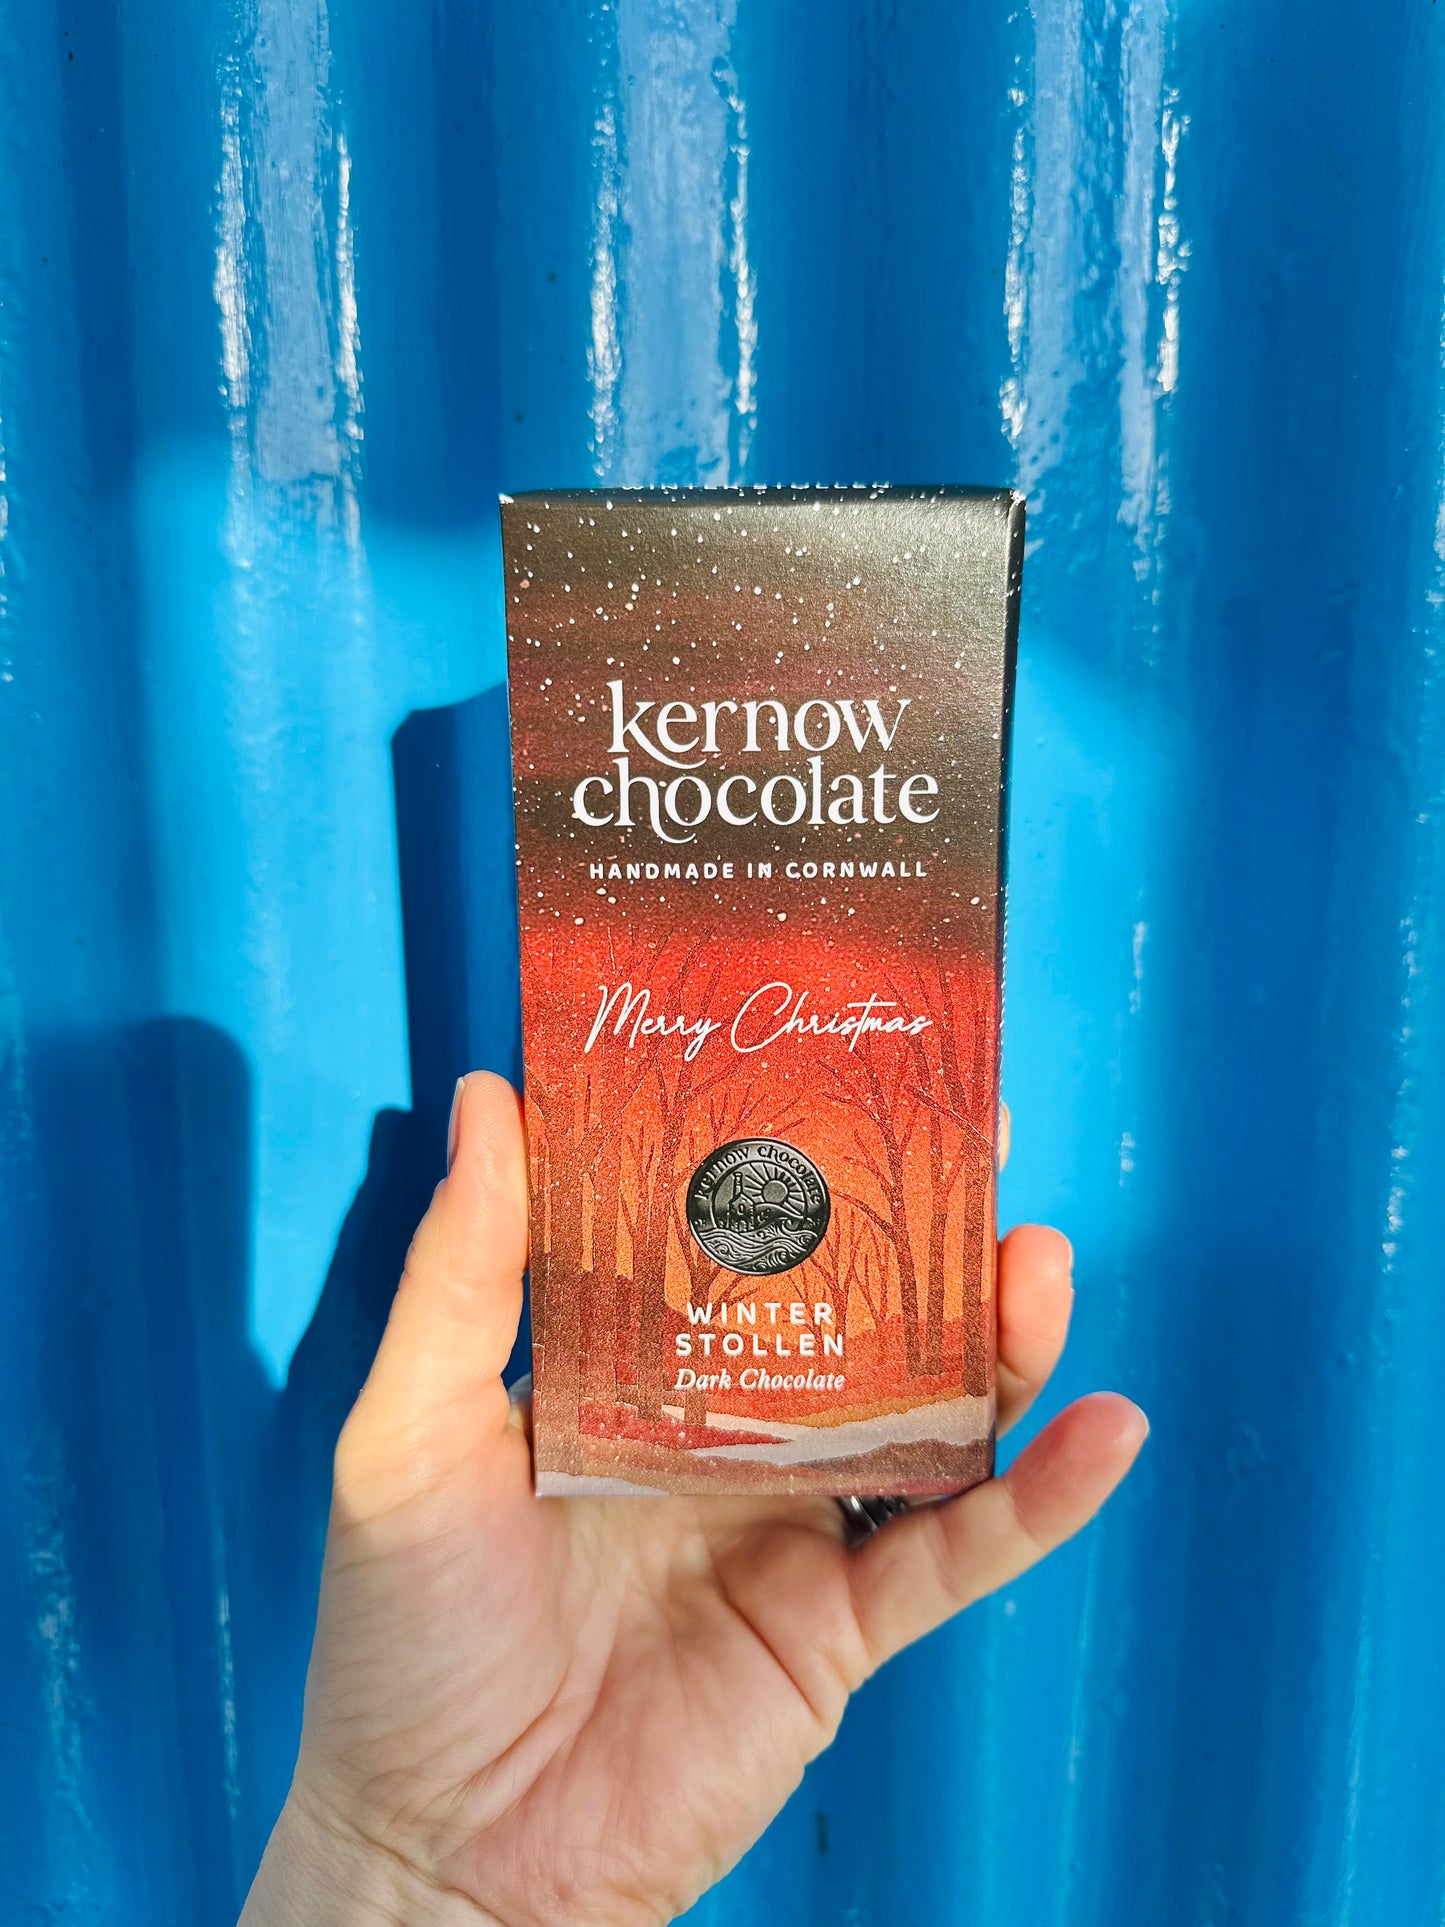 kernow
chocolate
HANDMADE IN CORNWALL
Merry Christmas
kernow chocolate
WINTER
STOLLEN
Dark Chocolate